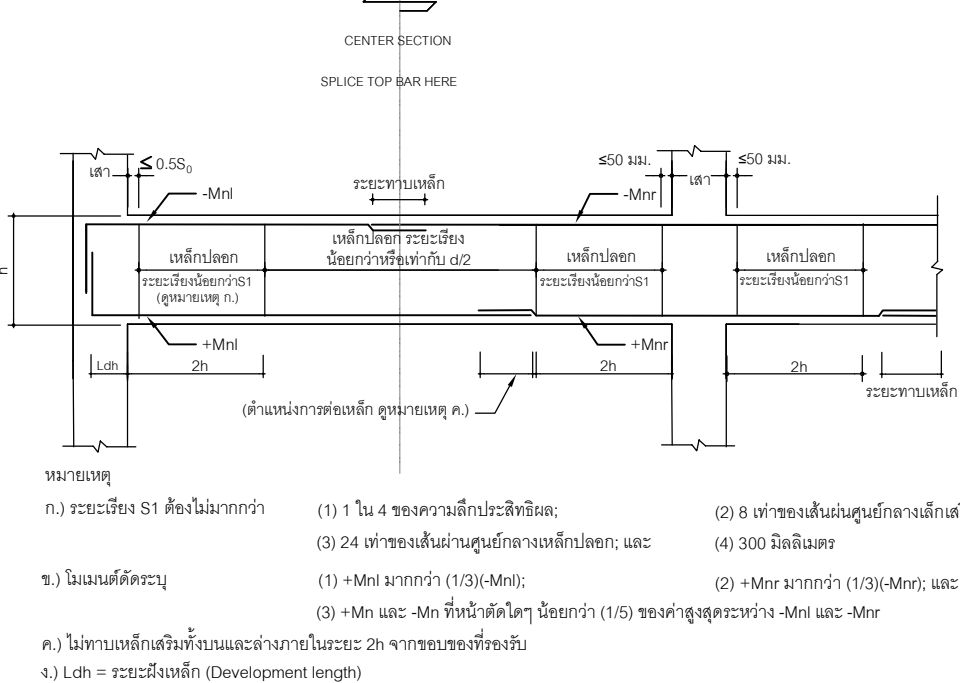 CENTER SECTION
SPLICE TOP BAR HERE
เสา
≤ 0.5S0
-Mnl
ระยะทาบเหล็ก
-Mnr
≤50 มม.
เสา
≤50 มม.
เหล็กปลอก
ระยะเรียงน้อยกว่าS1
(ดูหมายเหตุ ก.)
เหล็กปลอก ระยะเรียง
น้อยกว่าหรือเท่ากับ d/2
เหล็กปลอก
ระยะเรียงน้อยกว่าS1
เหล็กปลอก
ระยะเรียงน้อยกว่าS1
+Mnl
+Mnr
Ldh
2h
2h
2h
ระยะทาบเหล็ก
(ตำแหน่งการต่อเหล็ก ดูหมายเหตุ ค.)
หมายเหตุ
ก.) ระยะเรียง S1 ต้องไม่มากกว่า (1) 1 ใน 4 ของความลึกประสิทธิผล; (2) 8 เท่าของเส้นผ่นศูนย์กลางเล็กเส
(3) 24 เท่าของเส้นผ่านศูนย์กลางเหล็กปลอก; และ (4) 300 มิลลิเมตร
ข.) โมเมนต์ดัดระบุ (1) +Mnl มากกว่า (1/3)(-Mnl); (2) +Mnr มากกว่า (1/3)(-Mnr); และ
(3) +Mn และ -Mn ที่หน้าตัดใดๆ น้อยกว่า (1/5) ของค่าสูงสุดระหว่าง -Mnl และ -Mnr
ค.) ไม่ทาบเหล็กเสริมทั้งบนและล่างภายในระยะ 2h จากขอบของที่รองรับ
ง.) Ldh = ระยะฝังเหล็ก (Development length)